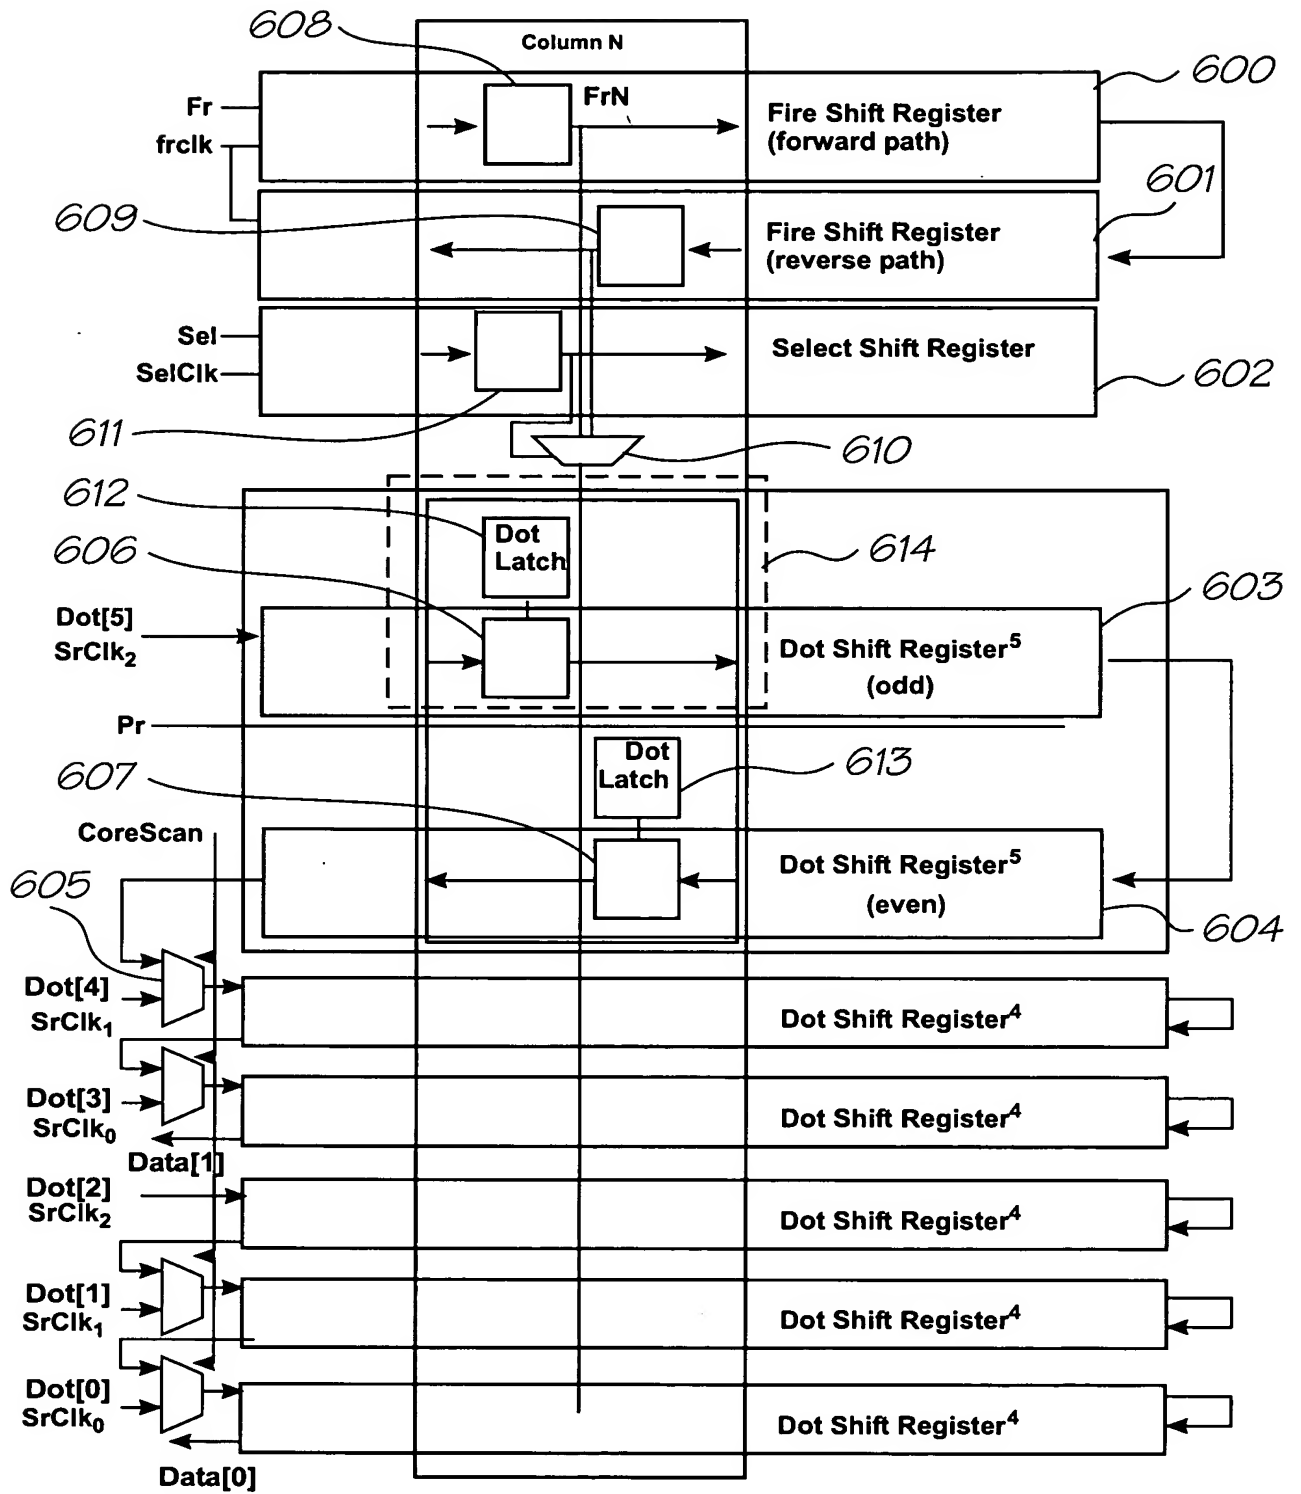 608
Column N
600
Fr
FrN
Fire Shift Register
(forward path)
frclk
601
609
Fire Shift Register
(reverse path)
Sel
SelClk
Select Shift Register
602
611
610
612
Dot
Latch
606
614
603
Dot[5]
SrClk2
Dot Shift Register5
(odd)
Pr
607
Dot
Latch
613
CoreScan
605
Dot Shift Register5
(even)
604
Dot[4]
SrClk1
Dot Shift Register4
Dot[3]
SrClk0
Dot Shift Register4
Data[1]
Dot[2]
SrClk2
Dot Shift Register4
Dot[1]
SrClk1
Dot Shift Register4
Dot[0]
SrClk0
Dot Shift Register4
Data[0]